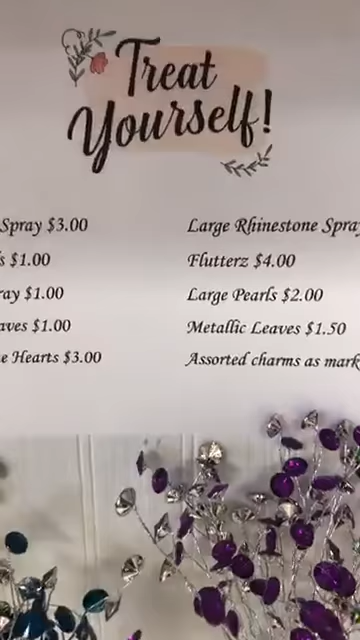 Treat
Yourself!
Spray $3.00
Large Rhinestone Spray
s $1.00
Flutterz $4.00
ray $1.00
Large Pearls $2.00
aves $1.00
Metallic Leaves $1.50
e Hearts $3.00
Assorted charms as mark